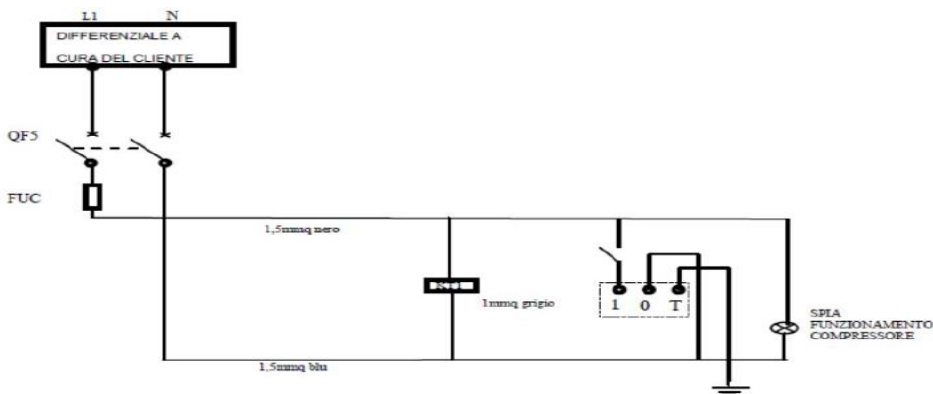 L1 N
DIFFERENZIALE A
CURA DEL CLIENTE
QF5
FUC
1,5mmq nero
1mmq grigio
1 0 T
SPIA
FUNZIONAMENTO
COMPRESSORE
1,5mmq blu